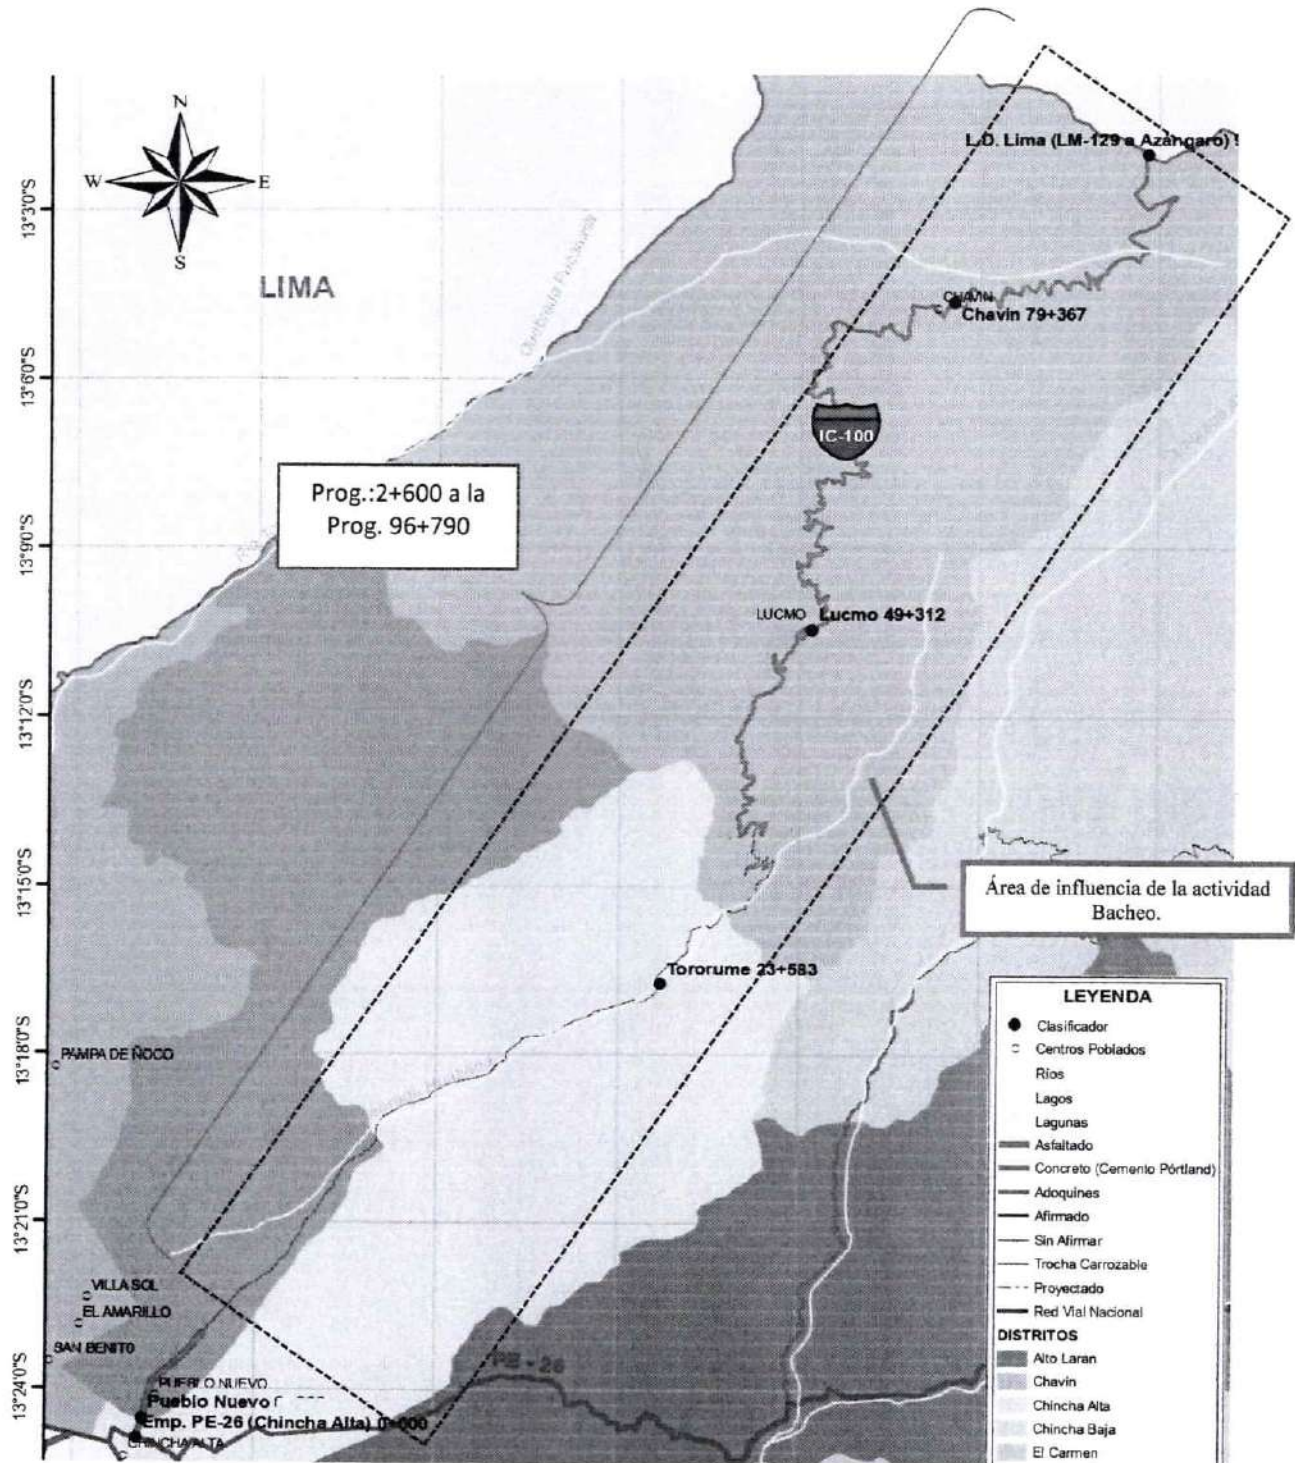 N
W
E
S
L.D. Lima (LM-129 a Azángaro)
13°3'0"S
LIMA
CHAVIN
Chavin 79+367
13°6'0"S
IC-100
Prog.:2+600 a la
Prog. 96+790
13°9'0"S
LUCMO
Lucmo 49+312
13°12'0"S
13°15'0"S
Área de influencia de la actividad
Bacheo.
Tororume 23+583
13°18'0"S
PAMPA DE ÑOCO
13°21'0"S
VILLA SOL
EL AMARILLO
SAN BENITO
13°24'0"S
PE - 26
PUEBLO NUEVO
Pueblo Nuevo
Emp. PE-26 (Chincha Alta) 0+000
CHINCHA ALTA
LEYENDA
Clasificador
Centros Poblados
Ríos
Lagos
Lagunas
Asfaltado
Concreto (Cemento Pórtland)
Adoquines
Afirmado
Sin Afirmar
Trocha Carrozable
Proyectado
Red Vial Nacional
DISTRITOS
Alto Laran
Chavin
Chincha Alta
Chincha Baja
El Carmen